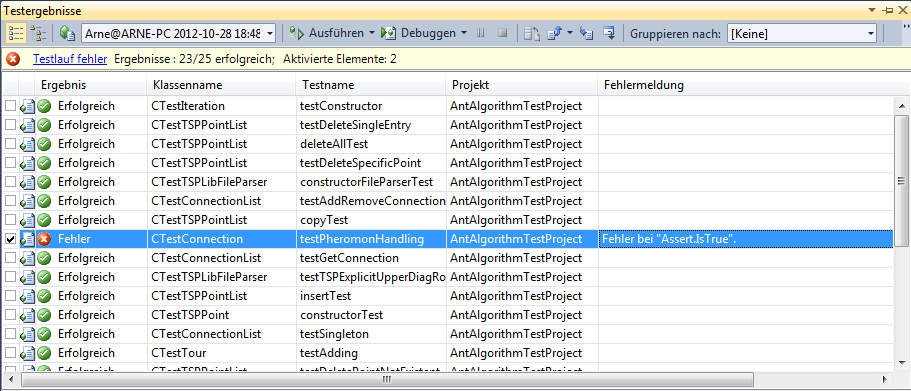 Testergebnisse
Arne@ARNE-PC 2012-10-28 18:48 Ausführen Debuggen Gruppieren nach: [Keine]
Testlauf fehler Ergebnisse : 23/25 erfolgreich; Aktivierte Elemente: 2
Ergebnis Klassenname Testname Projekt Fehlermeldung
Erfolgreich CTestIteration testConstructor AntAlgorithmTestProject
Erfolgreich CTestTSPPointList testDeleteSingleEntry AntAlgorithmTestProject
Erfolgreich CTestTSPPointList deleteAllTest AntAlgorithmTestProject
Erfolgreich CTestTSPPointList testDeleteSpecificPoint AntAlgorithmTestProject
Erfolgreich CTestTSPLibFileParser constructorFileParserTest AntAlgorithmTestProject
Erfolgreich CTestConnectionList testAddRemoveConnection AntAlgorithmTestProject
Erfolgreich CTestTSPPointList copyTest AntAlgorithmTestProject
Fehler CTestConnection testPheromonHandling AntAlgorithmTestProject Fehler bei "Assert.IsTrue".
Erfolgreich CTestConnectionList testGetConnection AntAlgorithmTestProject
Erfolgreich CTestTSPLibFileParser testTSPExplicitUpperDiagRo AntAlgorithmTestProject
Erfolgreich CTestTSPPointList insertTest AntAlgorithmTestProject
Erfolgreich CTestTSPPoint constructorTest AntAlgorithmTestProject
Erfolgreich CTestConnectionList testSingleton AntAlgorithmTestProject
Erfolgreich CTestTour testAdding AntAlgorithmTestProject
Erfolgreich CTestTSPPointList testDeletePointNotExistent AntAlgorithmTestProject